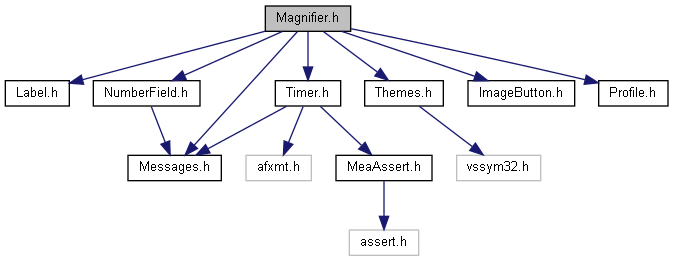 Magnifier.h
Label.h NumberField.h Timer.h Themes.h ImageButton.h Profile.h
Messages.h afxmt.h MeaAssert.h vssym32.h
assert.h